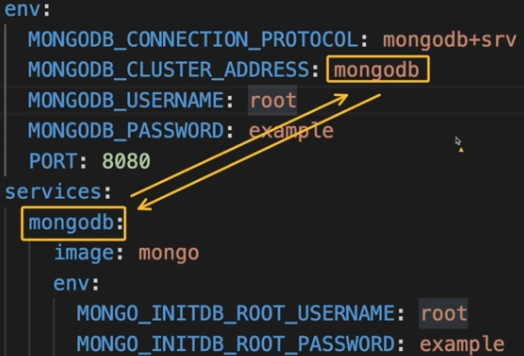 env:
MONGODB_CONNECTION_PROTOCOL: mongodb+srv
MONGODB_CLUSTER_ADDRESS: mongodb
MONGODB_USERNAME: root
MONGODB_PASSWORD: example
PORT: 8080
services:
mongodb:
image: mongo
env:
MONGO_INITDB_ROOT_USERNAME: root
MONGO_INITDB_ROOT_PASSWORD: example